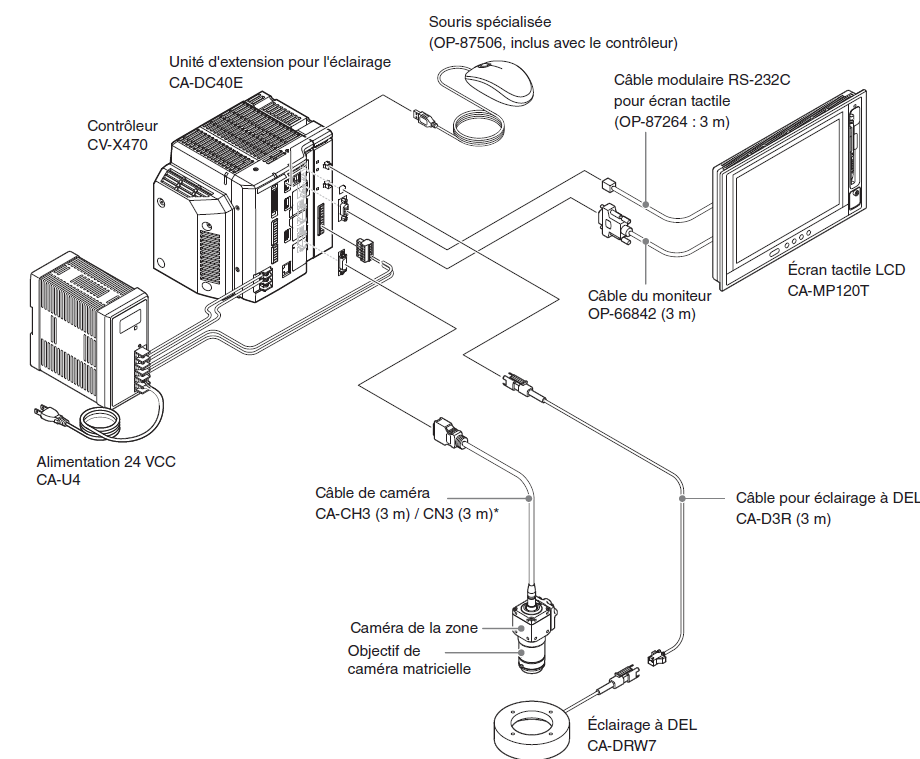 Souris spécialisée
(OP-87506, inclus avec le contrôleur)
Unité d'extension pour l'éclairage
CA-DC40E
Câble modulaire RS-232C
pour écran tactile
(OP-87264 : 3 m)
Contrôleur
CV-X470
Écran tactile LCD
CA-MP120T
Câble du moniteur
OP-66842 (3 m)
Alimentation 24 VCC
CA-U4
Câble de caméra
CA-CH3 (3 m) / CN3 (3 m)*
Câble pour éclairage à DEL
CA-D3R (3 m)
Caméra de la zone
Objectif de
caméra matricielle
Éclairage à DEL
CA-DRW7